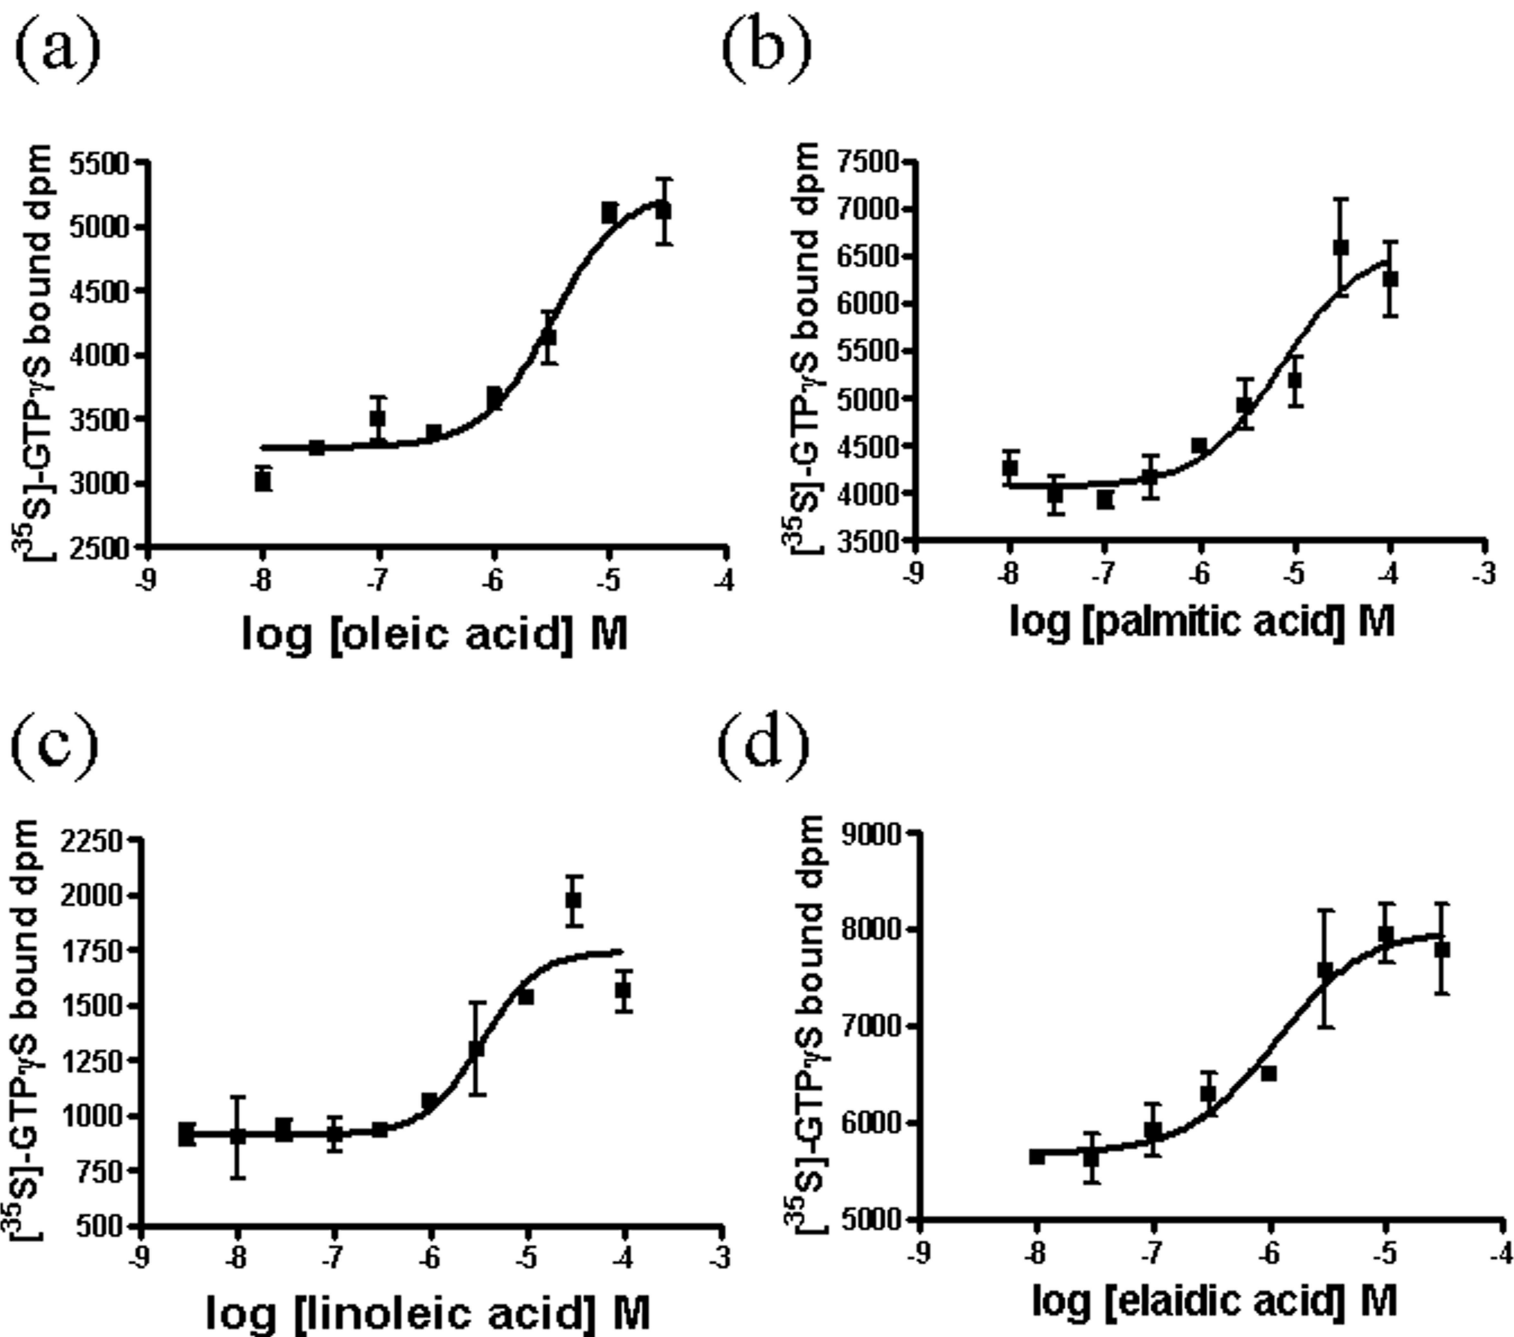 (a)
[³⁵S]-GTPγS bound dpm
5500
5000
4500
4000
3500
3000
2500
-9 -8 -7 -6 -5 -4
log [oleic acid] M
(b)
[³⁵S]-GTPγS bound dpm
7500
7000
6500
6000
5500
5000
4500
4000
3500
-9 -8 -7 -6 -5 -4 -3
log [palmitic acid] M
(c)
[³⁵S]-GTPγS bound dpm
2250
2000
1750
1500
1250
1000
750
500
-9 -8 -7 -6 -5 -4 -3
log [linoleic acid] M
(d)
[³⁵S]-GTPγS bound dpm
9000
8000
7000
6000
5000
-9 -8 -7 -6 -5 -4
log [elaidic acid] M